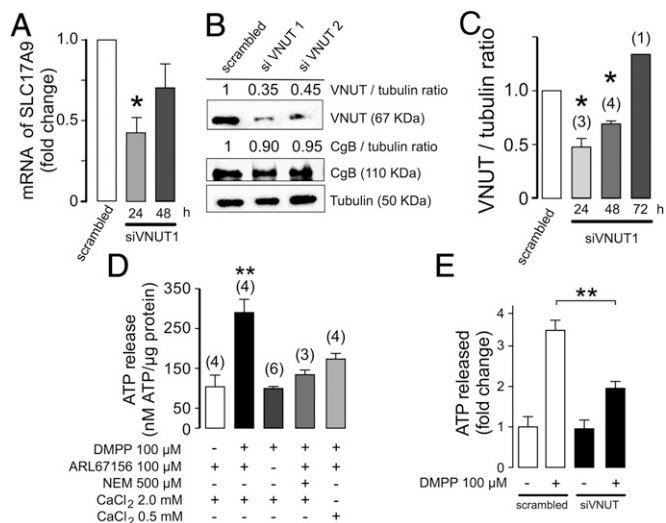 A
mRNA of SLC17A9
(fold change)
1.0
0.5
0
*
scrambled
24 48 h
siVNUT1
B
scrambled
si VNUT 1
si VNUT 2
1 0.35 0.45 VNUT / tubulin ratio
VNUT (67 KDa)
1 0.90 0.95 CgB / tubulin ratio
CgB (110 KDa)
Tubulin (50 KDa)
C
VNUT / tubulin ratio
1.0
0.5
0
* (3)
* (4)
(1)
scrambled
24 48 72 h
siVNUT1
D
ATP release
(nM ATP/µg protein)
350
250
150
50
(4)
**
(4)
(6)
(3)
(4)
DMPP 100 µM - + + + +
ARL67156 100 µM + + - + +
NEM 500 µM - - - + -
CaCl2 2.0 mM + + + + -
CaCl2 0.5 mM - - - - +
E
ATP released
(fold change)
4
3
2
1
0
**
DMPP 100 µM - + - +
scrambled siVNUT